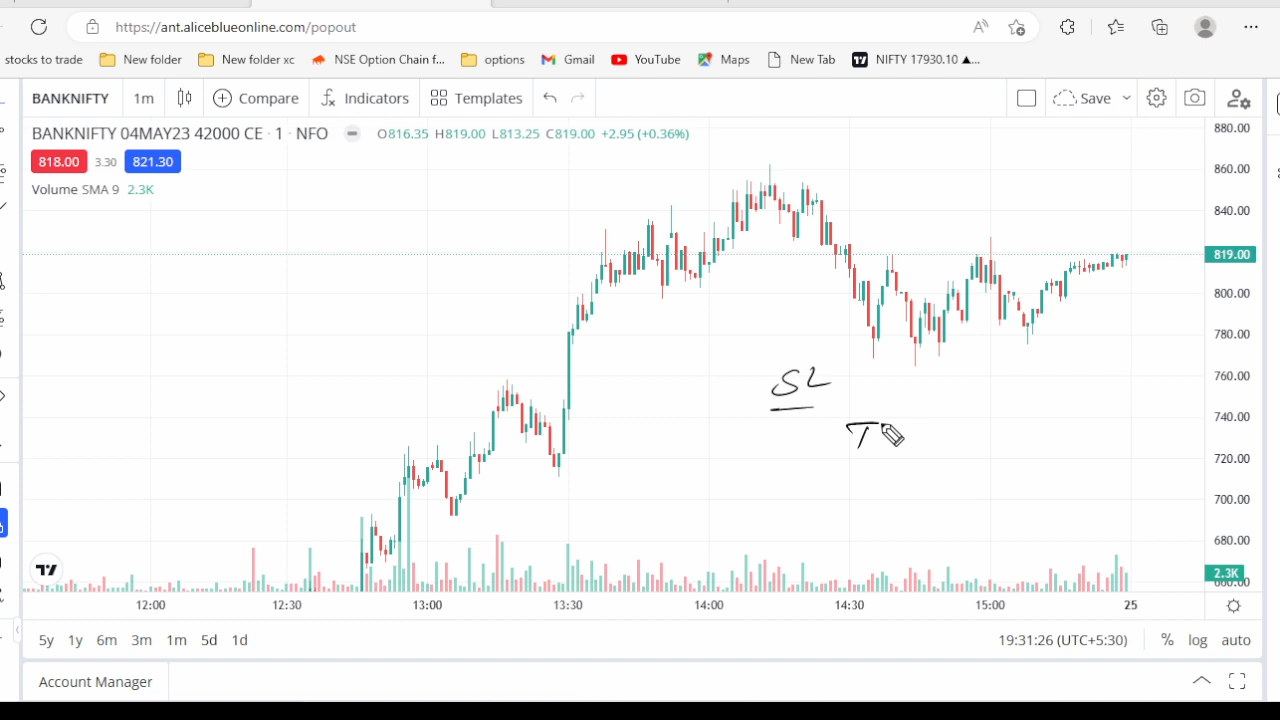 https://ant.aliceblueonline.com/popout
stocks to trade New folder New folder xc NSE Option Chain f... options Gmail YouTube Maps New Tab NIFTY 17930.10 ▲...
BANKNIFTY 1m Compare Indicators Templates Save
BANKNIFTY 04MAY23 42000 CE · 1 · NFO O816.35 H819.00 L813.25 C819.00 +2.95 (+0.36%)
818.00 3.30 821.30
Volume SMA 9 2.3K
880.00
860.00
840.00
819.00
800.00
780.00
760.00
740.00
720.00
700.00
680.00
2.3K
660.00
SL
T
12:00 12:30 13:00 13:30 14:00 14:30 15:00 25
5y 1y 6m 3m 1m 5d 1d 19:31:26 (UTC+5:30) % log auto
Account Manager